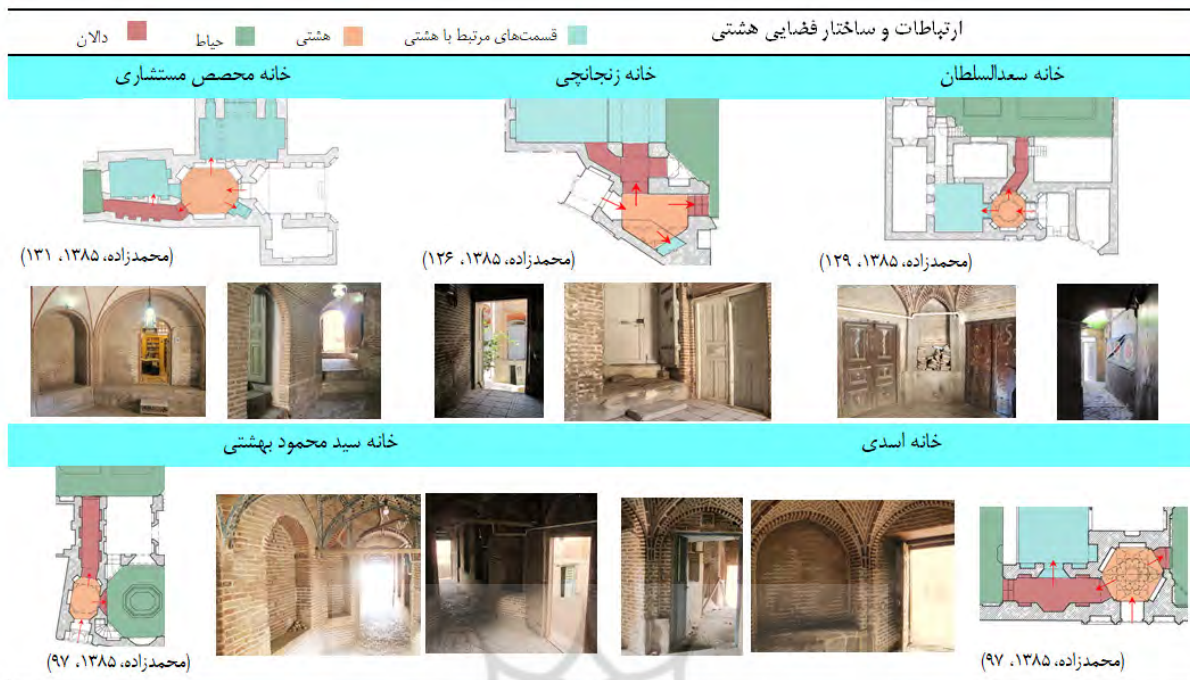 ارتباطات و ساختار فضایی هشتی
قسمت‌های مرتبط با هشتی
هشتی
حیاط
دالان
خانه سعدالسلطان
خانه زنجانچی
خانه محصص مستشاری
(محمدزاده، ۱۳۸۵، ۱۲۹)
(محمدزاده، ۱۳۸۵، ۱۲۶)
(محمدزاده، ۱۳۸۵، ۱۳۱)
خانه اسدی
خانه سید محمود بهشتی
(محمدزاده، ۱۳۸۵، ۹۷)
(محمدزاده، ۱۳۸۵، ۹۷)